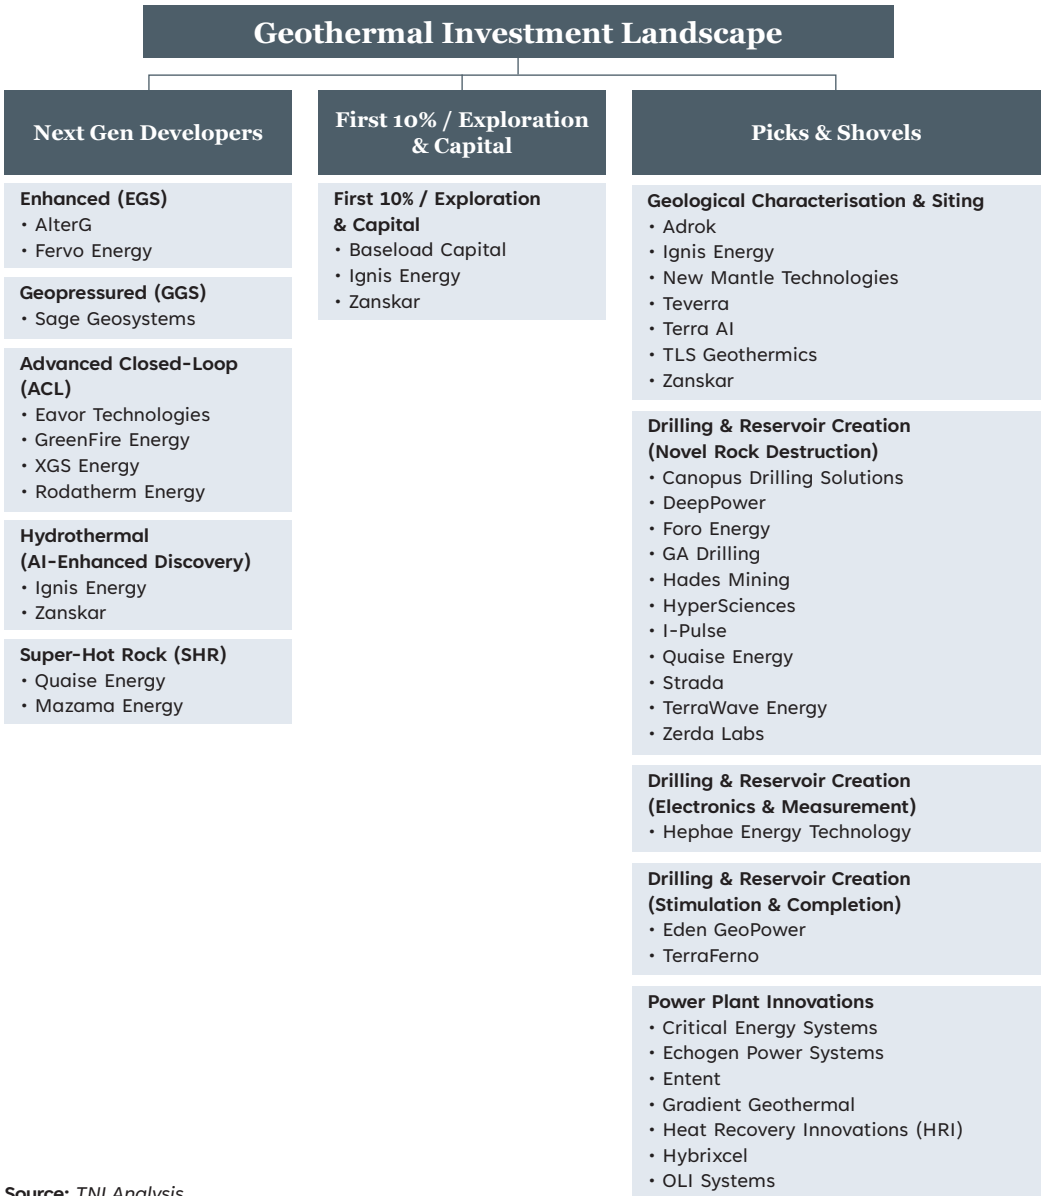 Geothermal Investment Landscape
Next Gen Developers
Enhanced (EGS)
• AlterG
• Fervo Energy
Geopressured (GGS)
• Sage Geosystems
Advanced Closed-Loop
(ACL)
• Eavor Technologies
• GreenFire Energy
• XGS Energy
• Rodatherm Energy
Hydrothermal
(AI-Enhanced Discovery)
• Ignis Energy
• Zanskar
Super-Hot Rock (SHR)
• Quaise Energy
• Mazama Energy
First 10% / Exploration
& Capital
First 10% / Exploration
& Capital
• Baseload Capital
• Ignis Energy
• Zanskar
Picks & Shovels
Geological Characterisation & Siting
• Adrok
• Ignis Energy
• New Mantle Technologies
• Teverra
• Terra AI
• TLS Geothermics
• Zanskar
Drilling & Reservoir Creation
(Novel Rock Destruction)
• Canopus Drilling Solutions
• DeepPower
• Foro Energy
• GA Drilling
• Hades Mining
• HyperSciences
• I-Pulse
• Quaise Energy
• Strada
• TerraWave Energy
• Zerda Labs
Drilling & Reservoir Creation
(Electronics & Measurement)
• Hephae Energy Technology
Drilling & Reservoir Creation
(Stimulation & Completion)
• Eden GeoPower
• TerraFerno
Power Plant Innovations
• Critical Energy Systems
• Echogen Power Systems
• Entent
• Gradient Geothermal
• Heat Recovery Innovations (HRI)
• Hybrixcel
• OLI Systems
Source: TNI Analysis